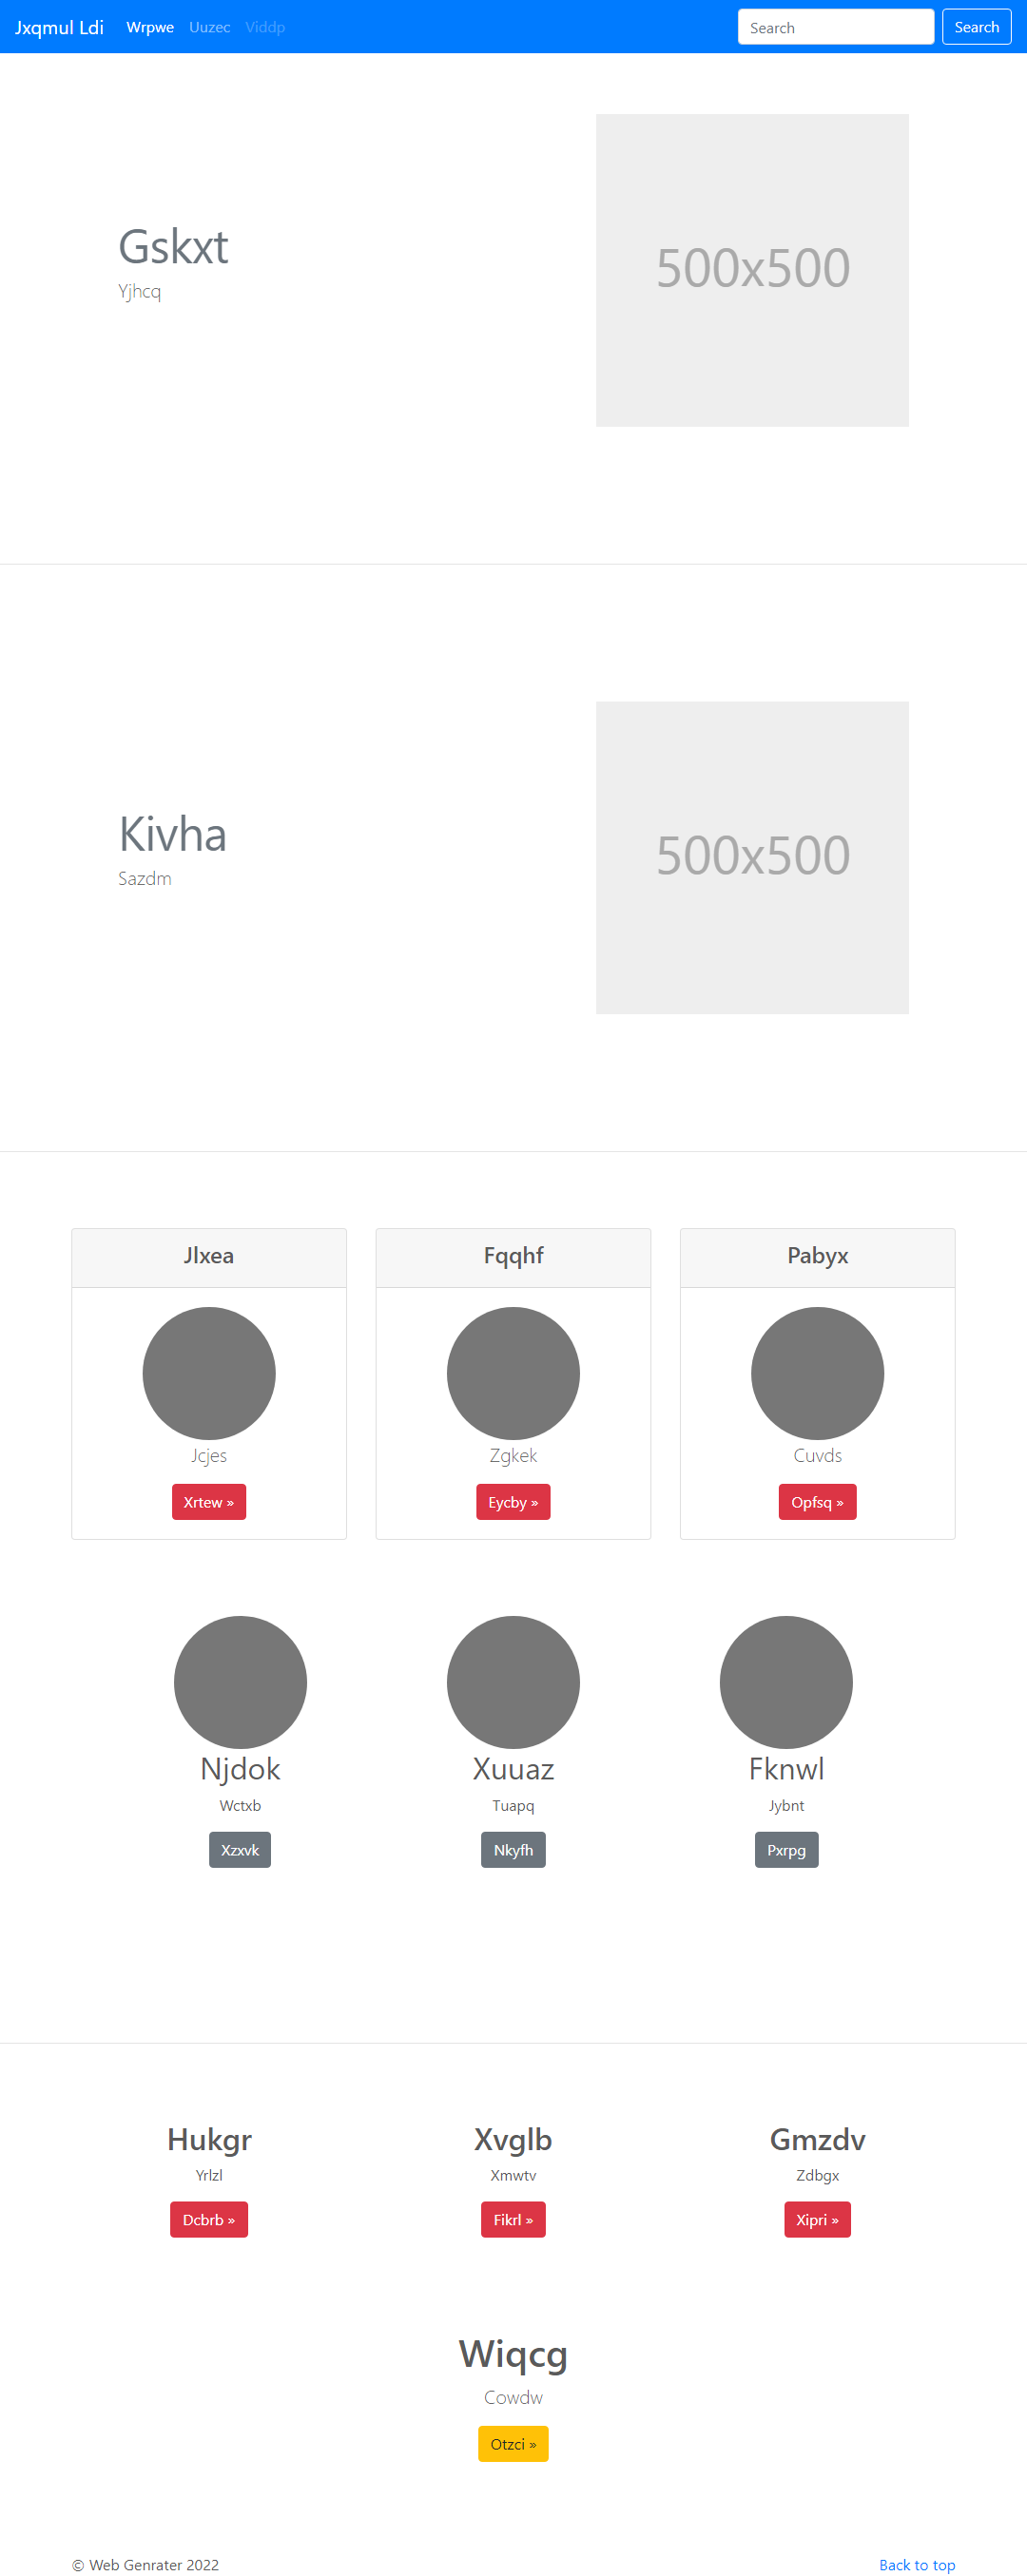 Jxqmul Ldi Wrpwe Uuzec Viddp Search Search
Gskxt
Yjhcq
500x500
Kivha
Sazdm
500x500
Jlxea Fqqhf Pabyx
Jcjes Zgkek Cuvds
Xrtew » Eycby » Opfsq »
Njdok Xuuaz Fknwl
Wctxb Tuapq Jybnt
Xzxvk Nkyfh Pxrpg
Hukgr Xvglb Gmzdv
Yrlzl Xmwtv Zdbgx
Dcbrb » Fikrl » Xipri »
Wiqcg
Cowdw
Otzci »
© Web Genrater 2022 Back to top